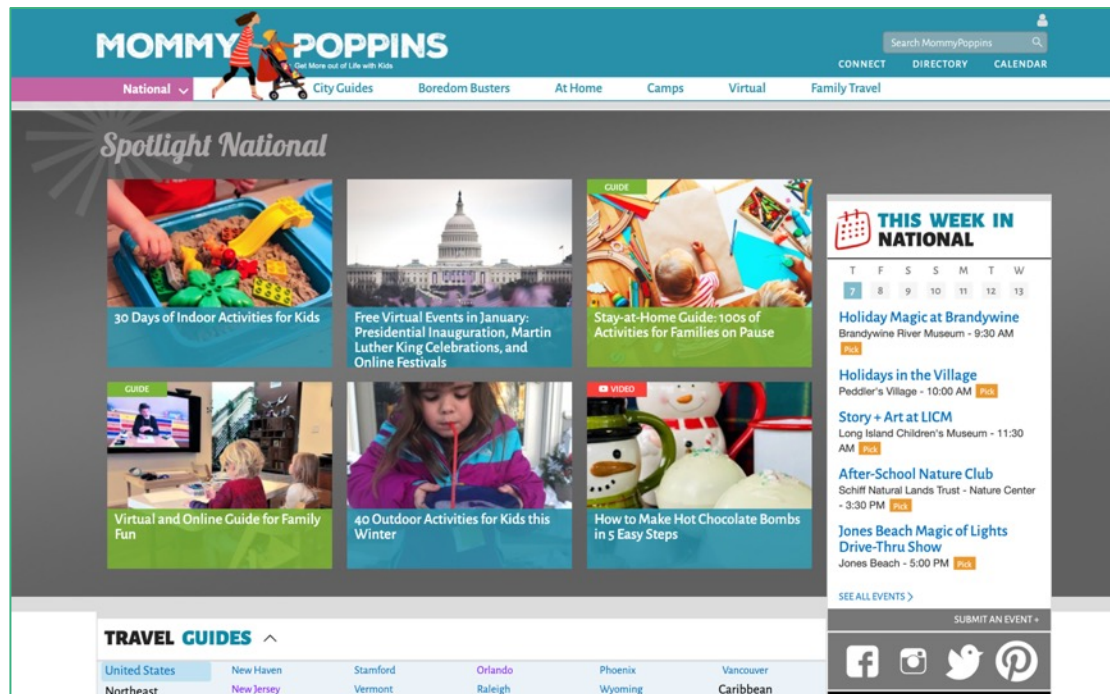 MOMMY POPPINS
Get More out of Life with Kids
Search MommyPoppins
CONNECT DIRECTORY CALENDAR
National City Guides Boredom Busters At Home Camps Virtual Family Travel
Spotlight National
30 Days of Indoor Activities for Kids
Free Virtual Events in January:
Presidential Inauguration, Martin
Luther King Celebrations, and
Online Festivals
GUIDE
Stay-at-Home Guide: 100s of
Activities for Families on Pause
GUIDE
Virtual and Online Guide for Family
Fun
40 Outdoor Activities for Kids this
Winter
VIDEO
How to Make Hot Chocolate Bombs
in 5 Easy Steps
THIS WEEK IN
NATIONAL
T F S S M T W
7 8 9 10 11 12 13
Holiday Magic at Brandywine
Brandywine River Museum - 9:30 AM
Pick
Holidays in the Village
Peddler's Village - 10:00 AM Pick
Story + Art at LICM
Long Island Children's Museum - 11:30
AM Pick
After-School Nature Club
Schiff Natural Lands Trust - Nature Center
- 3:30 PM Pick
Jones Beach Magic of Lights
Drive-Thru Show
Jones Beach - 5:00 PM Pick
SEE ALL EVENTS >
SUBMIT AN EVENT +
TRAVEL GUIDES
United States New Haven Stamford Orlando Phoenix Vancouver
Northeast New Jersey Vermont Raleigh Wyoming Caribbean